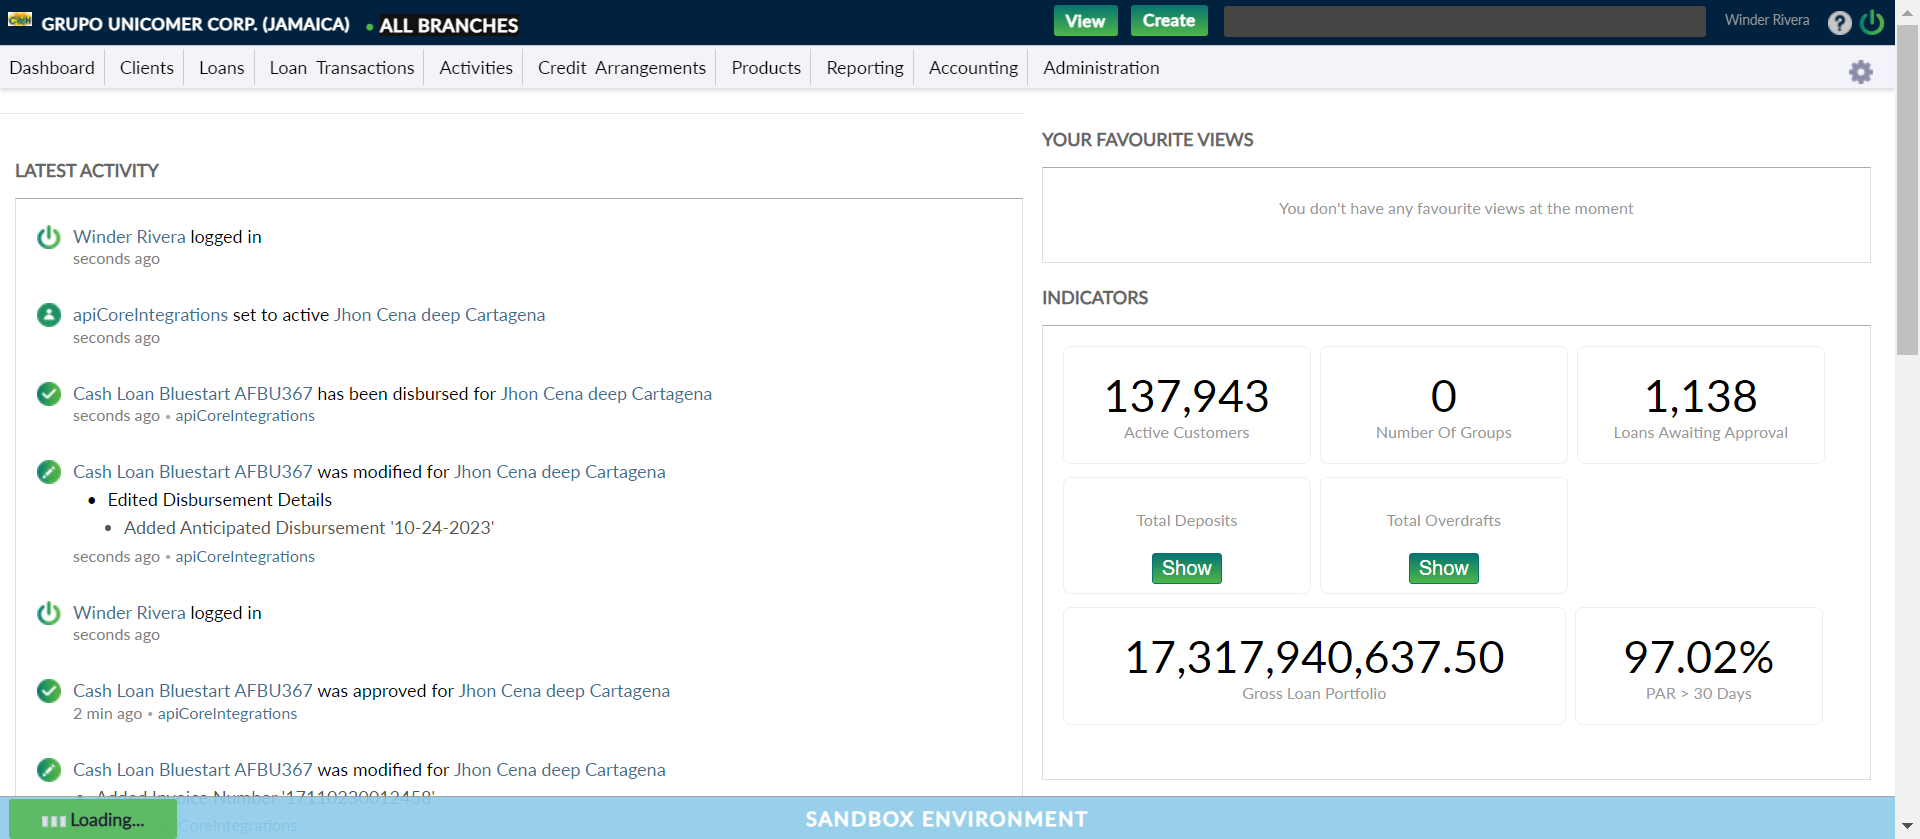 Cash GRUPO UNICOMER CORP. (JAMAICA) • ALL BRANCHES View Create Winder Rivera ?
Dashboard Clients Loans Loan Transactions Activities Credit Arrangements Products Reporting Accounting Administration
LATEST ACTIVITY
Winder Rivera logged in
seconds ago
apiCoreIntegrations set to active Jhon Cena deep Cartagena
seconds ago
Cash Loan Bluestart AFBU367 has been disbursed for Jhon Cena deep Cartagena
seconds ago • apiCoreIntegrations
Cash Loan Bluestart AFBU367 was modified for Jhon Cena deep Cartagena
• Edited Disbursement Details
• Added Anticipated Disbursement '10-24-2023'
seconds ago • apiCoreIntegrations
Winder Rivera logged in
seconds ago
Cash Loan Bluestart AFBU367 was approved for Jhon Cena deep Cartagena
2 min ago • apiCoreIntegrations
Cash Loan Bluestart AFBU367 was modified for Jhon Cena deep Cartagena
• Added Invoice Number '17110230012458'
apiCoreIntegrations
YOUR FAVOURITE VIEWS
You don't have any favourite views at the moment
INDICATORS
137,943
Active Customers
0
Number Of Groups
1,138
Loans Awaiting Approval
Total Deposits
Show
Total Overdrafts
Show
17,317,940,637.50
Gross Loan Portfolio
97.02%
PAR > 30 Days
Loading...
SANDBOX ENVIRONMENT